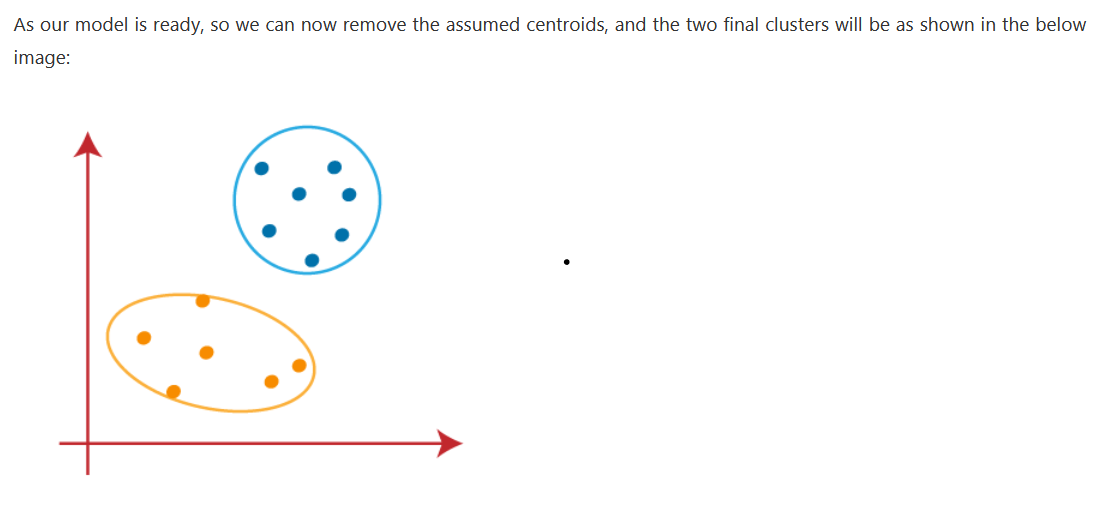 As our model is ready, so we can now remove the assumed centroids, and the two final clusters will be as shown in the below
image: